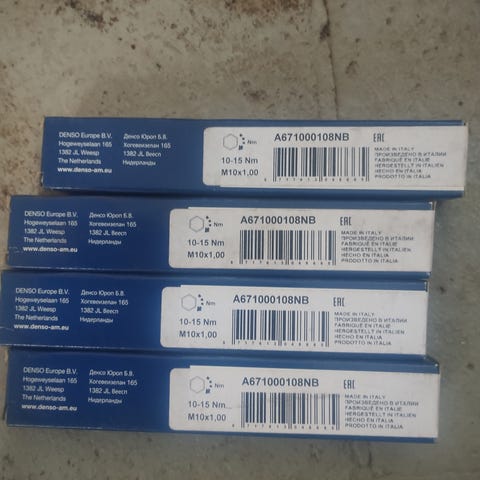 DENSO Europe B.V.
Hogeweyselaan 165
1382 JL Weesp
The Netherlands
www.denso-am.eu
Денсо Юроп Б.В.
Хогевейзелан 165
1382 JL Весп
Нидерланды
Nm
10-15 Nm
M10x1,00
A671000108NB
EAC
MADE IN ITALY
ПРОИЗВЕДЕНО В ИТАЛИИ
FABRIQUÉ EN ITALIE
HERGESTELLT IN ITALIEN
HECHO EN ITALIA
PRODOTTO IN ITALIA
DENSO Europe B.V.
Hogeweyselaan 165
1382 JL Weesp
The Netherlands
www.denso-am.eu
Денсо Юроп Б.В.
Хогевейзелан 165
1382 JL Весп
Нидерланды
Nm
10-15 Nm
M10x1,00
A671000108NB
EAC
MADE IN ITALY
ПРОИЗВЕДЕНО В ИТАЛИИ
FABRIQUÉ EN ITALIE
HERGESTELLT IN ITALIEN
HECHO EN ITALIA
PRODOTTO IN ITALIA
DENSO Europe B.V.
Hogeweyselaan 165
1382 JL Weesp
The Netherlands
www.denso-am.eu
Денсо Юроп Б.В.
Хогевейзелан 165
1382 JL Весп
Нидерланды
Nm
10-15 Nm
M10x1,00
A671000108NB
EAC
MADE IN ITALY
ПРОИЗВЕДЕНО В ИТАЛИИ
FABRIQUÉ EN ITALIE
HERGESTELLT IN ITALIEN
HECHO EN ITALIA
PRODOTTO IN ITALIA
DENSO Europe B.V.
Hogeweyselaan 165
1382 JL Weesp
The Netherlands
www.denso-am.eu
Денсо Юроп Б.В.
Хогевейзелан 165
1382 JL Весп
Нидерланды
Nm
10-15 Nm
M10x1,00
A671000108NB
EAC
MADE IN ITALY
ПРОИЗВЕДЕНО В ИТАЛИИ
FABRIQUÉ EN ITALIE
HERGESTELLT IN ITALIEN
HECHO EN ITALIA
PRODOTTO IN ITALIA